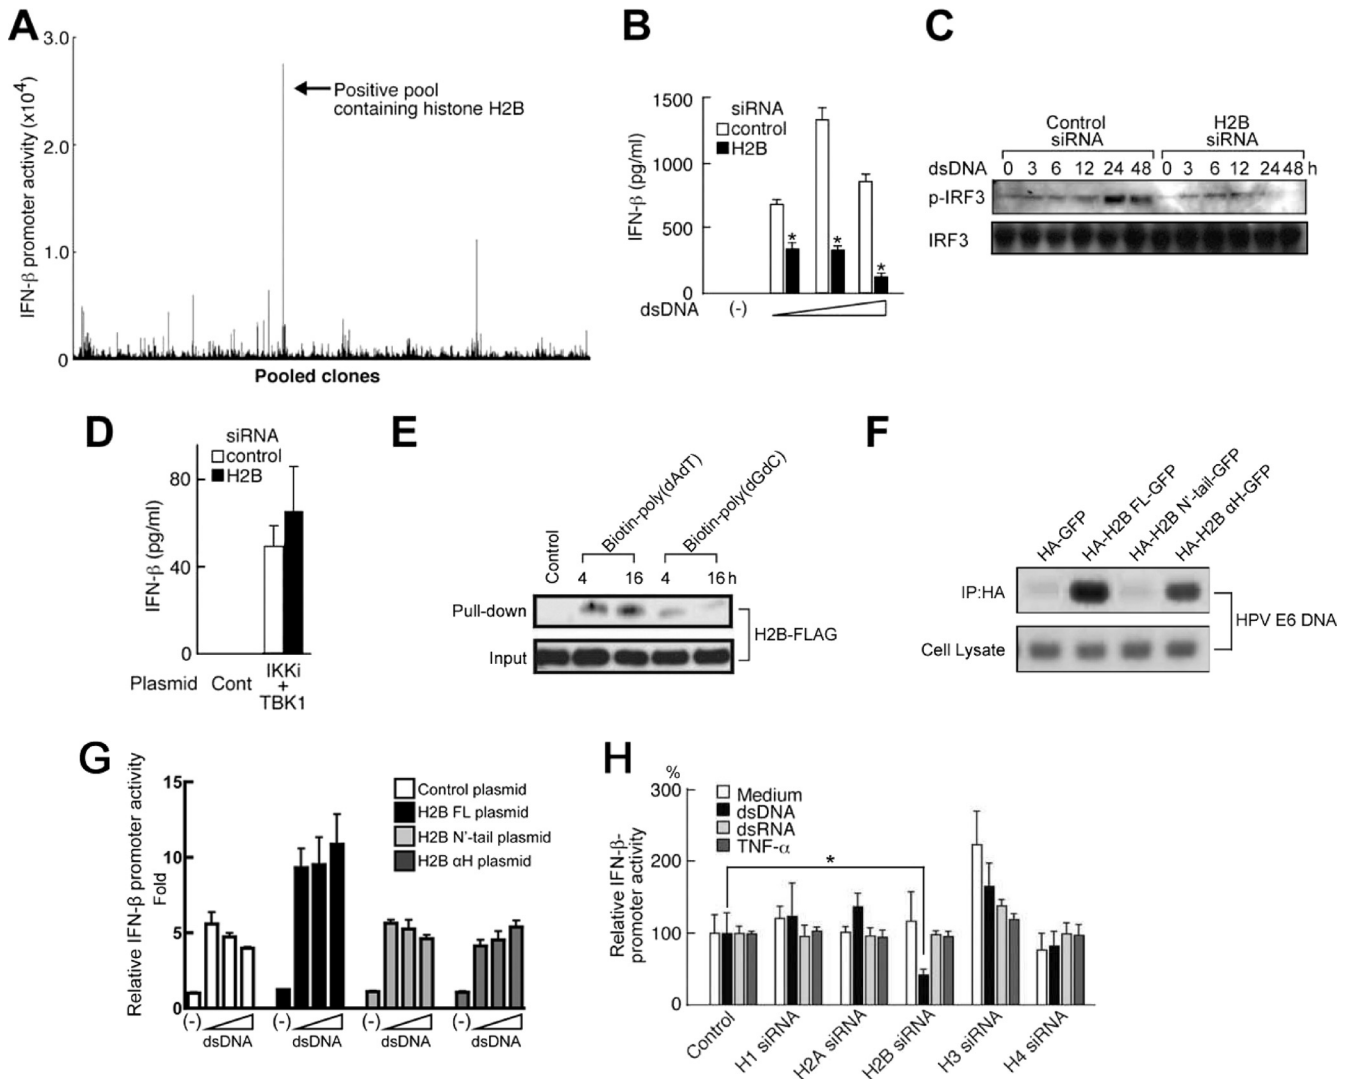 A
3.0
2.0
1.0
0
IFN-β promoter activity (x10⁴)
Positive pool
containing histone H2B
Pooled clones
B
1500
1000
500
0
IFN-β (pg/ml)
siRNA
control
H2B
* * *
dsDNA (-)
C
Control
siRNA
H2B
siRNA
dsDNA 0 3 6 12 24 48 0 3 6 12 24 48 h
p-IRF3
IRF3
D
siRNA
control
H2B
80
40
0
IFN-β (pg/ml)
Plasmid Cont IKKi
+
TBK1
E
Control
Biotin-poly(dAdT)
Biotin-poly(dGdC)
4 16 4 16 h
Pull-down
Input
H2B-FLAG
F
HA-GFP
HA-H2B FL-GFP
HA-H2B N'-tail-GFP
HA-H2B αH-GFP
IP:HA
Cell Lysate
HPV E6 DNA
G
Relative IFN-β promoter activity
Fold
15
10
5
0
Control plasmid
H2B FL plasmid
H2B N'-tail plasmid
H2B αH plasmid
(-) (-) (-) (-)
dsDNA dsDNA dsDNA dsDNA
H
%
300
200
100
0
Relative IFN-β-
promoter activity
Medium
dsDNA
dsRNA
TNF-α
*
Control
H1 siRNA
H2A siRNA
H2B siRNA
H3 siRNA
H4 siRNA